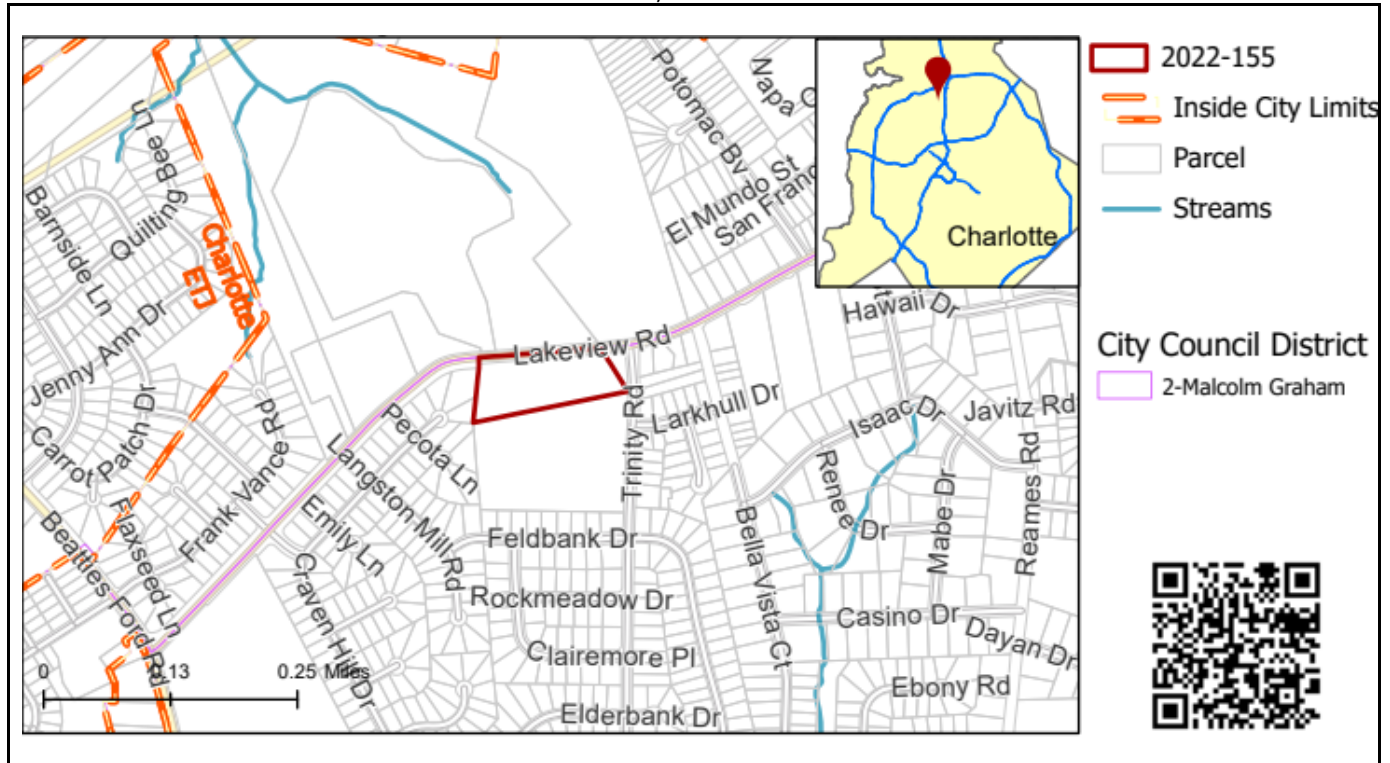 Potomac Bv
Napa C
El Mundo St
San Franc
Quilting Bee Ln
Barnside Ln
Charlotte
ETJ
Jenny Ann Dr
Carrot Patch Dr
Flaxseed Ln
Frank Vance Rd
Beatties Ford Rd
Lakeview Rd
Pecota Ln
Langston Mill Rd
Emily Ln
Craven Hill Dr
Trinity Rd
Larkhull Dr
Feldbank Dr
Rockmeadow Dr
Clairemore Pl
Elderbank Dr
Bella Vista Ct
Hawaii Dr
Isaac Dr
Javitz Rd
Renee Dr
Mabe Dr
Reames Rd
Casino Dr
Dayan Dr
Ebony Rd
0 0.25 Miles
Charlotte
2022-155
Inside City Limits
Parcel
Streams
City Council District
2-Malcolm Graham